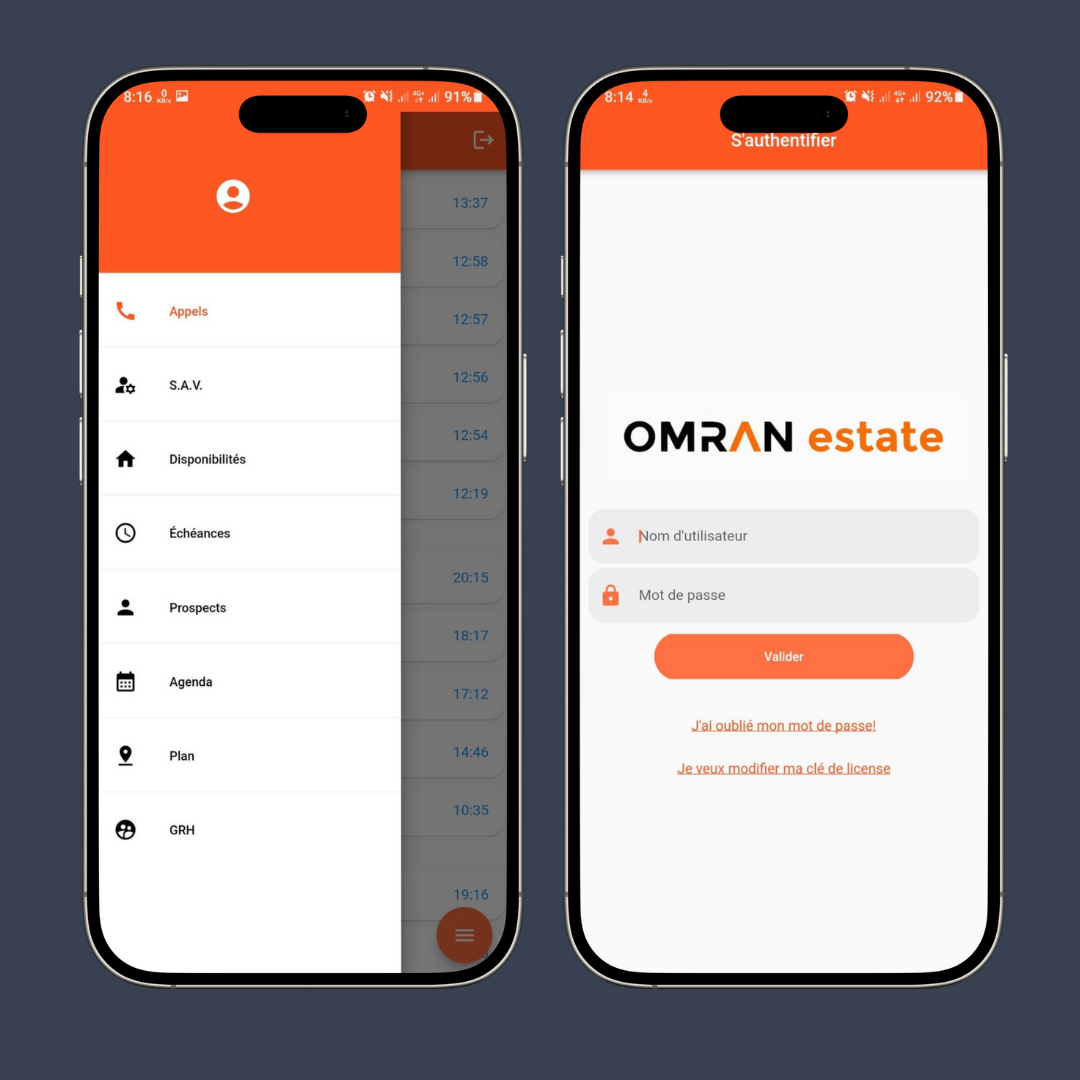 8:16 0 KB/s 4G+ 91%
13:37
12:58
Appels
12:57
S.A.V.
12:56
Disponibilités
12:54
12:19
Échéances
20:15
Prospects
18:17
Agenda
17:12
Plan
14:46
10:35
GRH
19:16
8:14 4 KB/s 4G+ 92%
S'authentifier
OMRAN estate
Nom d'utilisateur
Mot de passe
Valider
J'ai oublié mon mot de passe!
Je veux modifier ma clé de license